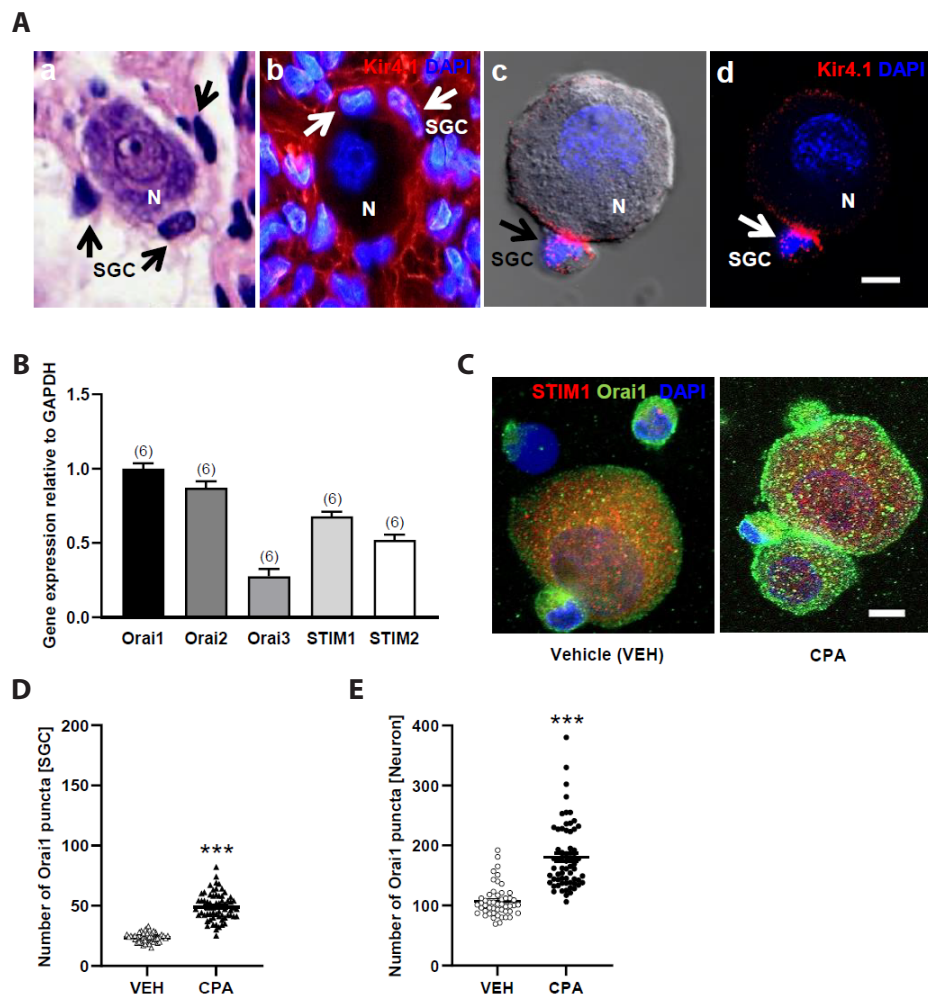 A
a
N
SGC
b
Kir4.1 DAPI
SGC
N
c
N
SGC
d
Kir4.1 DAPI
N
SGC
B
Gene expression relative to GAPDH
1.0
0.5
0.0
(6)
(6)
(6)
(6)
(6)
Orai1 Orai2 Orai3 STIM1 STIM2
C
STIM1 Orai1 DAPI
Vehicle (VEH)
CPA
D
Number of Orai1 puncta [SGC]
200
150
100
50
0
***
VEH CPA
E
Number of Orai1 puncta [Neuron]
400
300
200
100
0
***
VEH CPA